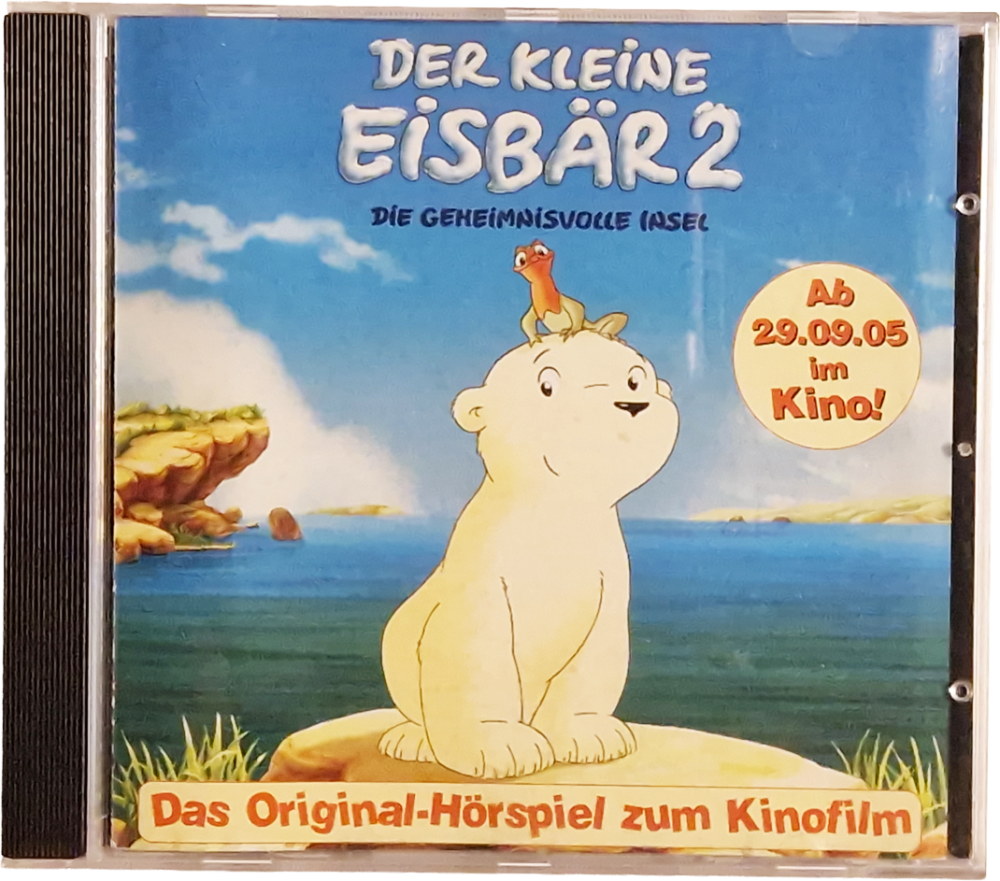 DER KLEINE
EISBÄR 2
DIE GEHEIMNISVOLLE INSEL
Ab
29.09.05
im
Kino!
Das Original-Hörspiel zum Kinofilm